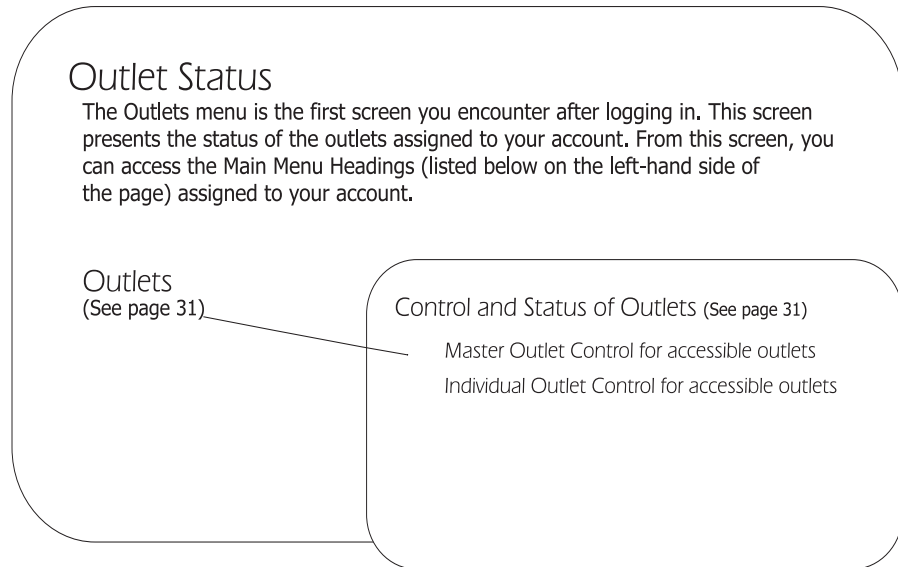 Outlet Status
The Outlets menu is the first screen you encounter after logging in. This screen
presents the status of the outlets assigned to your account. From this screen, you
can access the Main Menu Headings (listed below on the left-hand side of
the page) assigned to your account.
Outlets
(See page 31)
Control and Status of Outlets (See page 31)
Master Outlet Control for accessible outlets
Individual Outlet Control for accessible outlets